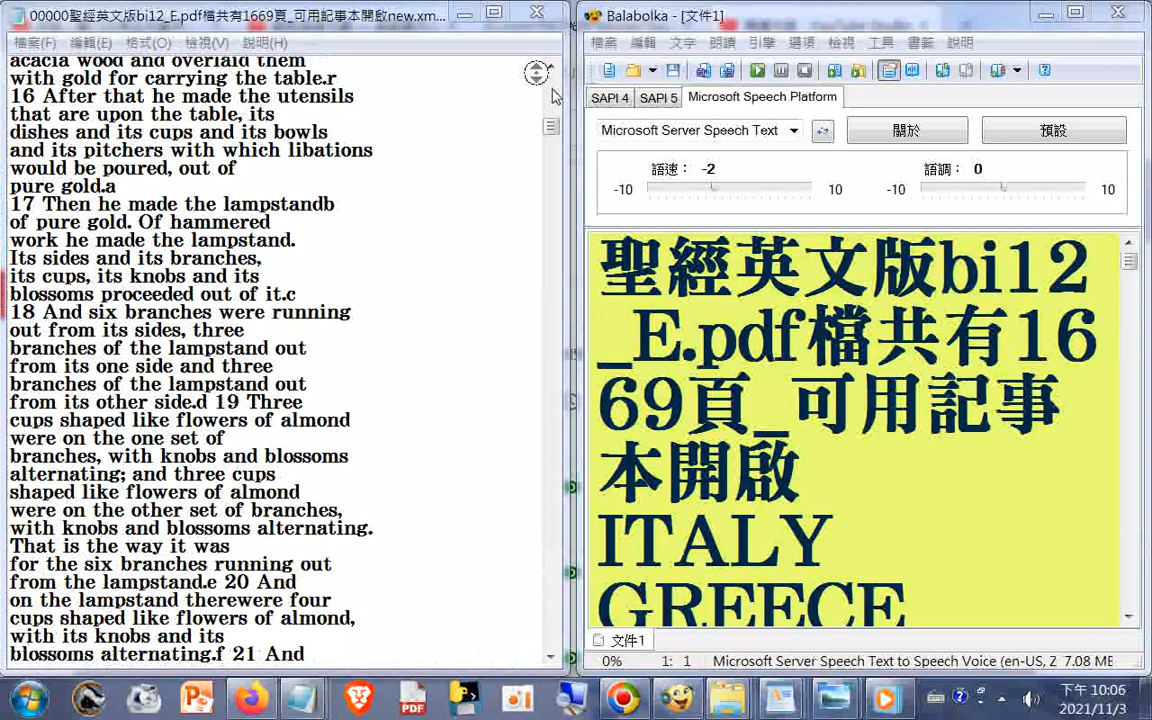 00000聖經英文版bi12_E.pdf檔共有1669頁_可用記事本開啟new.xm...
檔案(F) 編輯(E) 格式(O) 檢視(V) 說明(H)
acacia wood and overlaid them
with gold for carrying the table.r
16 After that he made the utensils
that are upon the table, its
dishes and its cups and its bowls
and its pitchers with which libations
would be poured, out of
pure gold.a
17 Then he made the lampstandb
of pure gold. Of hammered
work he made the lampstand.
Its sides and its branches,
its cups, its knobs and its
blossoms proceeded out of it.c
18 And six branches were running
out from its sides, three
branches of the lampstand out
from its one side and three
branches of the lampstand out
from its other side.d 19 Three
cups shaped like flowers of almond
were on the one set of
branches, with knobs and blossoms
alternating; and three cups
shaped like flowers of almond
were on the other set of branches,
with knobs and blossoms alternating.
That is the way it was
for the six branches running out
from the lampstand.e 20 And
on the lampstand therewere four
cups shaped like flowers of almond,
with its knobs and its
blossoms alternating.f 21 And
Balabolka - [文件1]
檔案 編輯 文字 朗讀 引擎 選項 檢視 工具 書籤 說明
SAPI 4 SAPI 5 Microsoft Speech Platform
Microsoft Server Speech Text 關於 預設
語速： -2 語調： 0
-10 10 -10 10
聖經英文版bi12
_E.pdf檔共有16
69頁_可用記事
本開啟
ITALY
GREECE
文件1
0% 1: 1 Microsoft Server Speech Text to Speech Voice (en-US, Z 7.08 ME
PDF
下午 10:06
2021/11/3